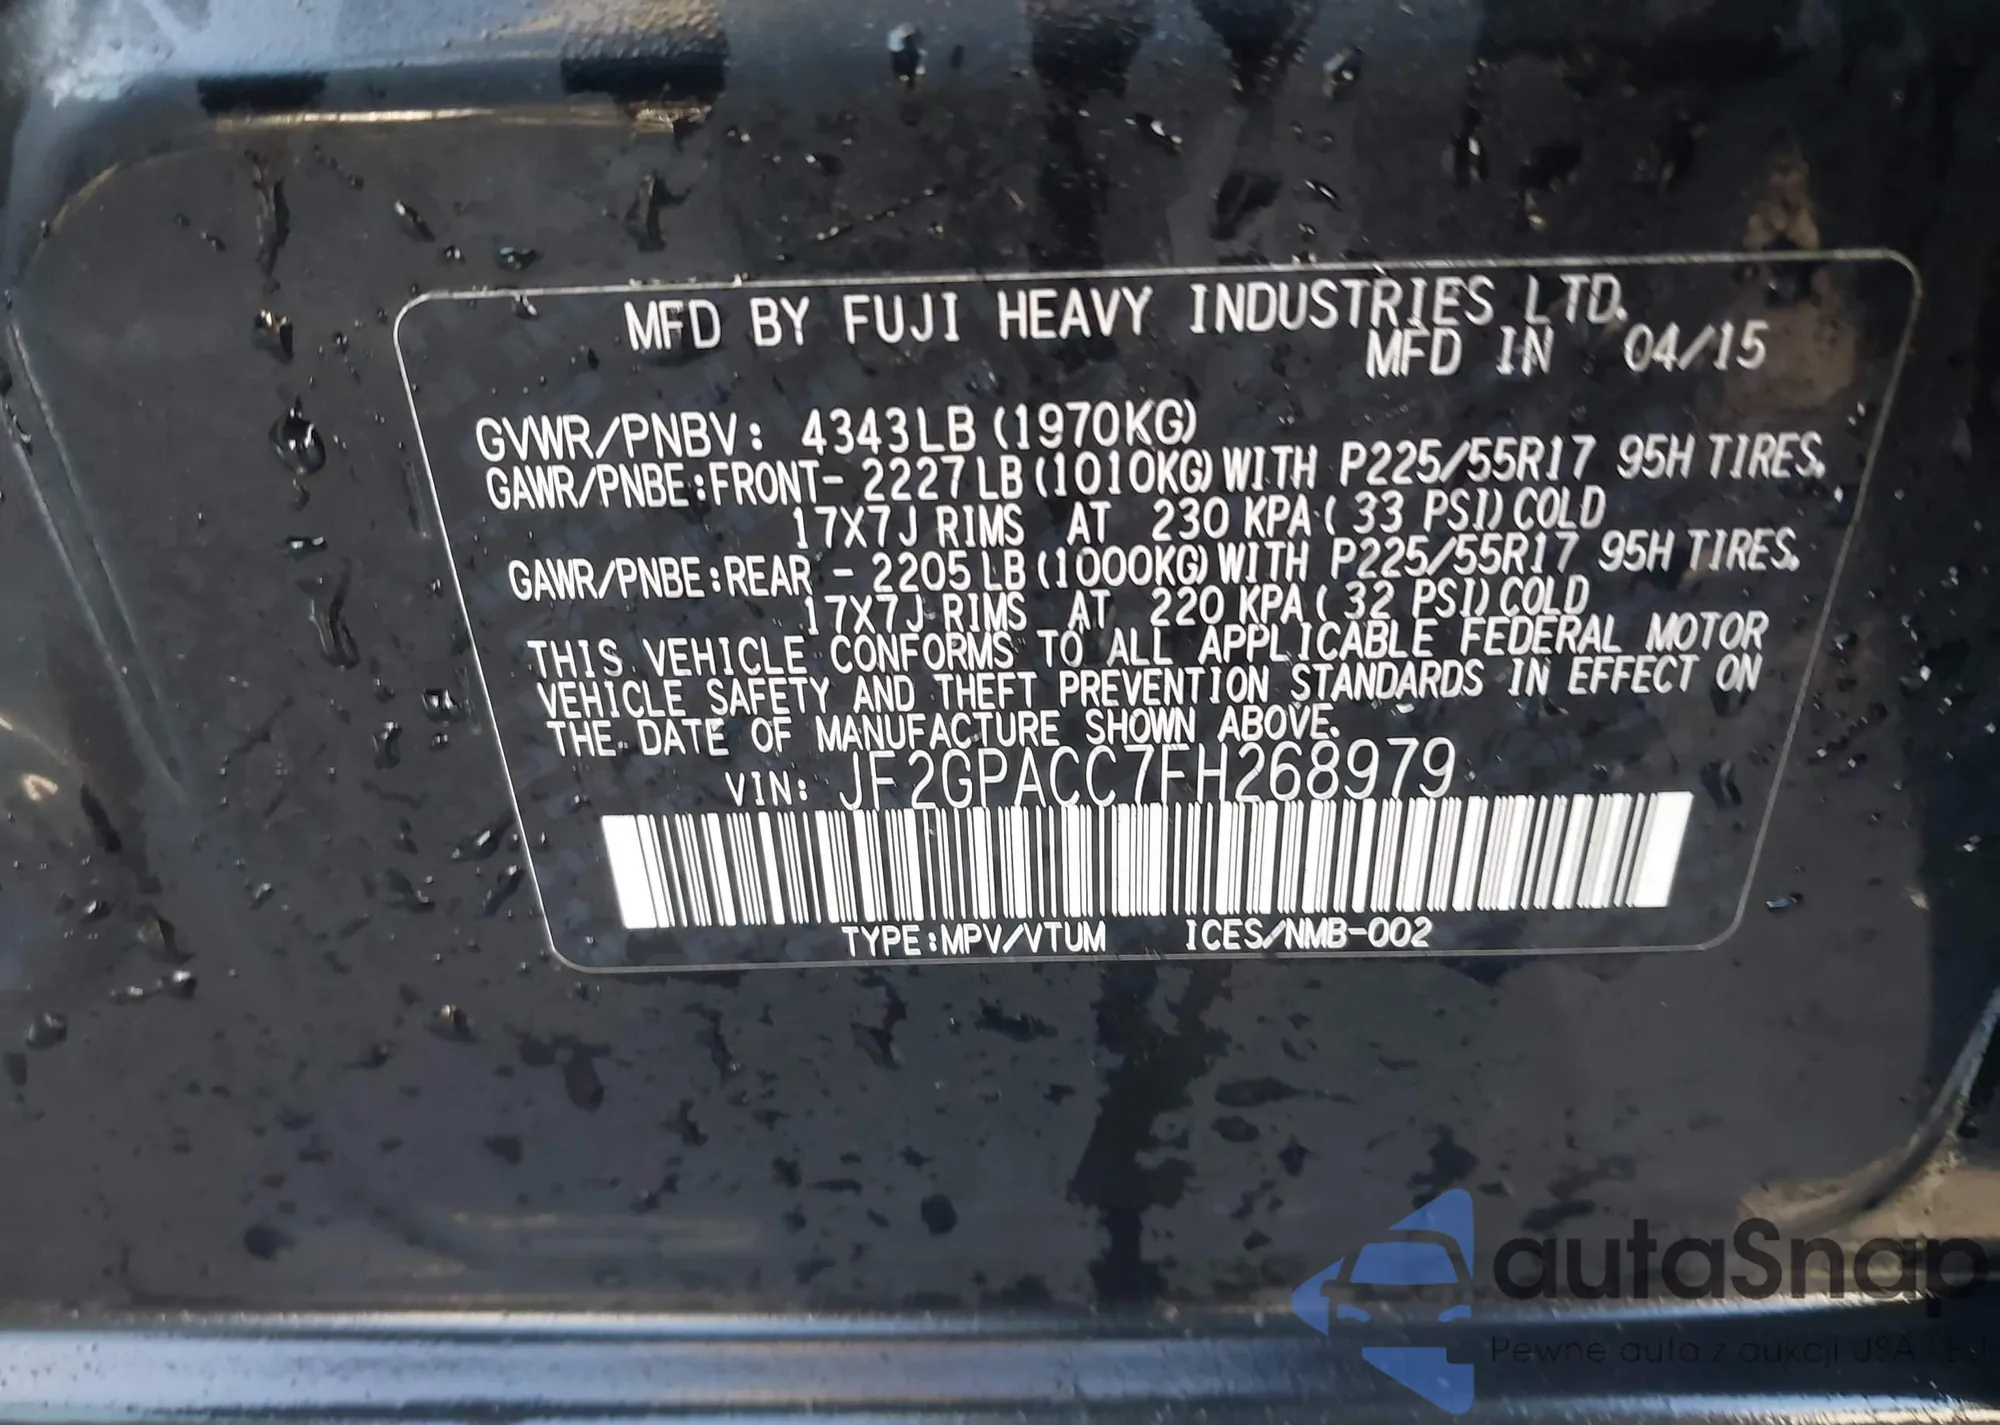 MFD BY FUJI HEAVY INDUSTRIES LTD.
MFD IN 04/15
GVWR/PNBV: 4343LB (1970KG)
GAWR/PNBE:FRONT- 2227LB (1010KG) WITH P225/55R17 95H TIRES,
17X7J RIMS AT 230 KPA ( 33 PSI) COLD
GAWR/PNBE:REAR - 2205LB (1000KG) WITH P225/55R17 95H TIRES,
17X7J RIMS AT 220 KPA ( 32 PSI) COLD
THIS VEHICLE CONFORMS TO ALL APPLICABLE FEDERAL MOTOR
VEHICLE SAFETY AND THEFT PREVENTION STANDARDS IN EFFECT ON
THE DATE OF MANUFACTURE SHOWN ABOVE.
VIN: JF2GPACC7FH268979
TYPE:MPV/VTUM ICES/NMB-002
autaSnap
Pewne auta z aukcji USA